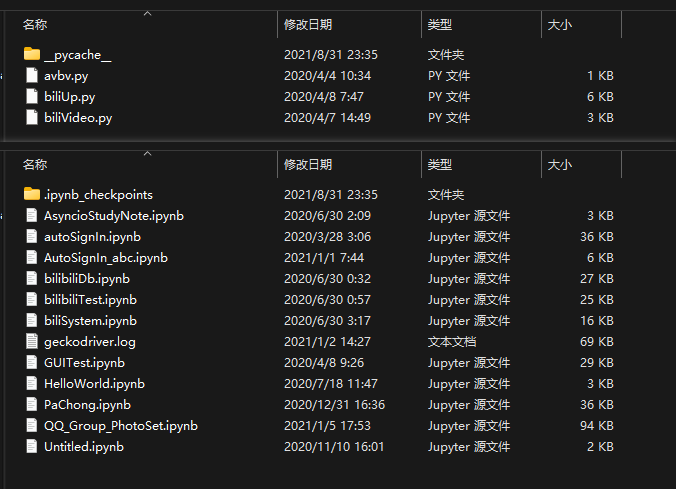 名称 修改日期 类型 大小
__pycache__ 2021/8/31 23:35 文件夹
avbv.py 2020/4/4 10:34 PY 文件 1 KB
biliUp.py 2020/4/8 7:47 PY 文件 6 KB
biliVideo.py 2020/4/7 14:49 PY 文件 3 KB
名称 修改日期 类型 大小
.ipynb_checkpoints 2021/8/31 23:35 文件夹
AsyncioStudyNote.ipynb 2020/6/30 2:09 Jupyter 源文件 3 KB
autoSignIn.ipynb 2020/3/28 3:06 Jupyter 源文件 36 KB
AutoSignIn_abc.ipynb 2021/1/1 7:44 Jupyter 源文件 6 KB
bilibiliDb.ipynb 2020/6/30 0:32 Jupyter 源文件 27 KB
bilibiliTest.ipynb 2020/6/30 0:57 Jupyter 源文件 25 KB
biliSystem.ipynb 2020/6/30 3:17 Jupyter 源文件 16 KB
geckodriver.log 2021/1/2 14:27 文本文档 69 KB
GUITest.ipynb 2020/4/8 9:26 Jupyter 源文件 29 KB
HelloWorld.ipynb 2020/7/18 11:47 Jupyter 源文件 3 KB
PaChong.ipynb 2020/12/31 16:36 Jupyter 源文件 36 KB
QQ_Group_PhotoSet.ipynb 2021/1/5 17:53 Jupyter 源文件 94 KB
Untitled.ipynb 2020/11/10 16:01 Jupyter 源文件 2 KB